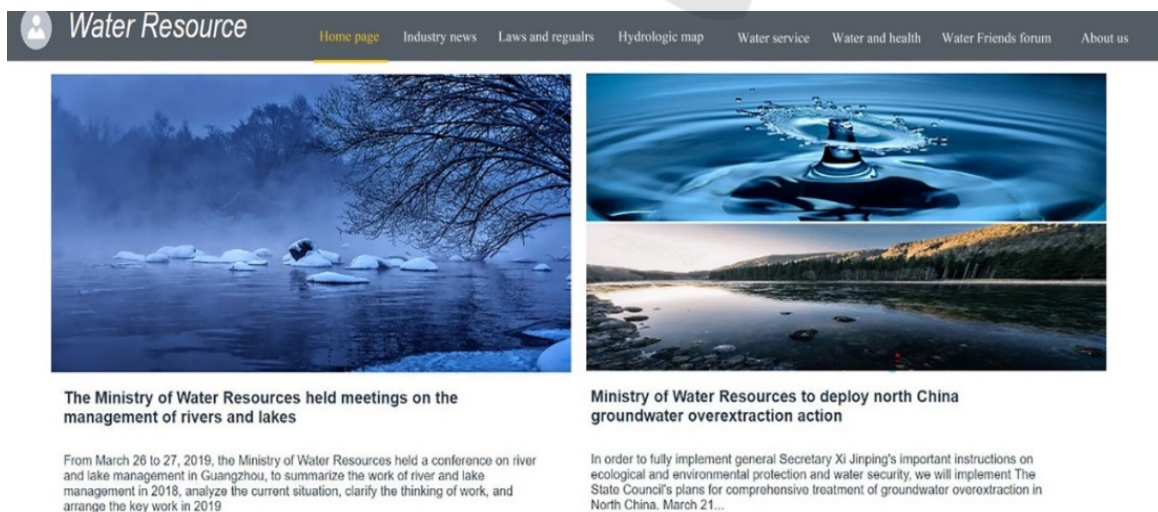 Water Resource
Home page Industry news Laws and regualrs Hydrologic map Water service Water and health Water Friends forum About us
The Ministry of Water Resources held meetings on the
management of rivers and lakes
From March 26 to 27, 2019, the Ministry of Water Resources held a conference on river
and lake management in Guangzhou, to summarize the work of river and lake
management in 2018, analyze the current situation, clarify the thinking of work, and
arrange the key work in 2019
Ministry of Water Resources to deploy north China
groundwater overextraction action
In order to fully implement general Secretary Xi Jinping's important instructions on
ecological and environmental protection and water security, we will implement The
State Council's plans for comprehensive treatment of groundwater overextraction in
North China. March 21...